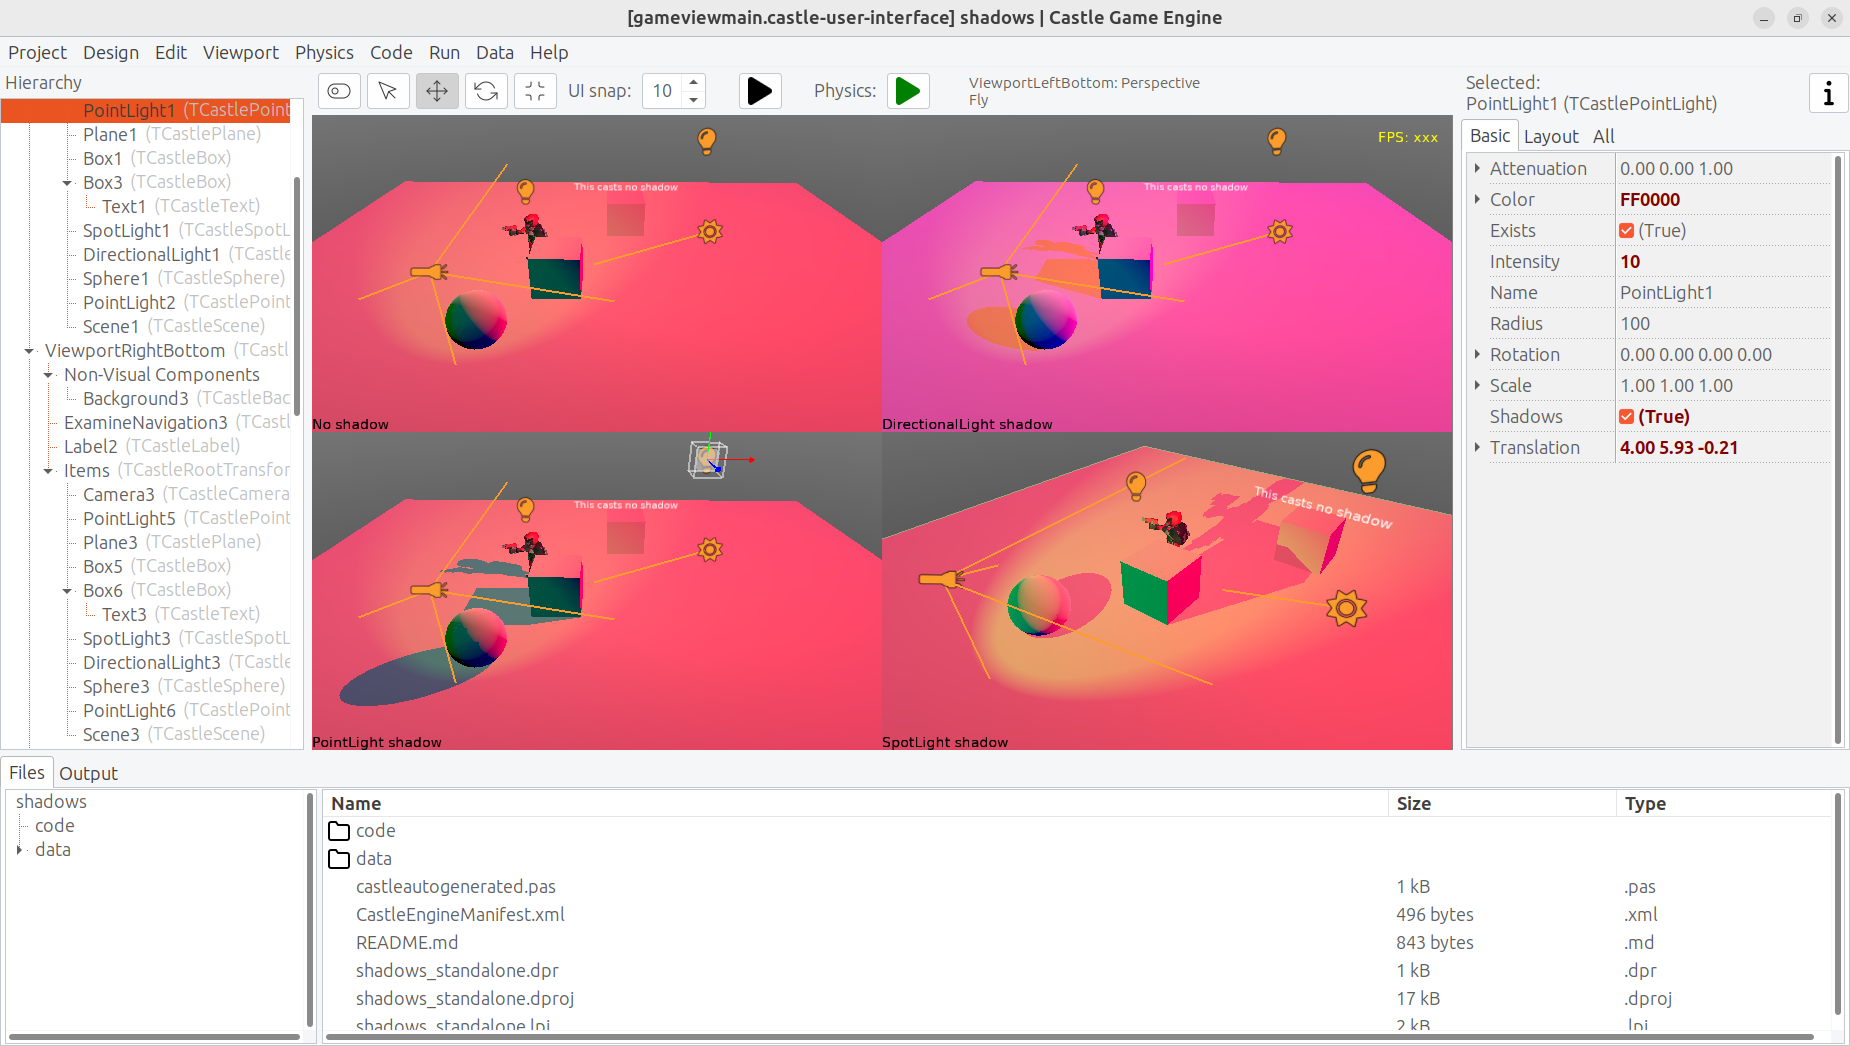 [gameviewmain.castle-user-interface] shadows | Castle Game Engine
Project Design Edit Viewport Physics Code Run Data Help
Hierarchy
PointLight1 (TCastlePoint
Plane1 (TCastlePlane)
Box1 (TCastleBox)
Box3 (TCastleBox)
Text1 (TCastleText)
SpotLight1 (TCastleSpotL
DirectionalLight1 (TCastle
Sphere1 (TCastleSphere)
PointLight2 (TCastlePoint
Scene1 (TCastleScene)
ViewportRightBottom (TCastl
Non-Visual Components
Background3 (TCastleBac
ExamineNavigation3 (TCastl
Label2 (TCastleLabel)
Items (TCastleRootTransfor
Camera3 (TCastleCamera
PointLight5 (TCastlePoint
Plane3 (TCastlePlane)
Box5 (TCastleBox)
Box6 (TCastleBox)
Text3 (TCastleText)
SpotLight3 (TCastleSpotL
DirectionalLight3 (TCastle
Sphere3 (TCastleSphere)
PointLight6 (TCastlePoint
Scene3 (TCastleScene)
UI snap: 10 Physics:
ViewportLeftBottom: Perspective
Fly
FPS: xxx
This casts no shadow
This casts no shadow
No shadow
DirectionalLight shadow
This casts no shadow
This casts no shadow
PointLight shadow
SpotLight shadow
Selected:
PointLight1 (TCastlePointLight)
i
Basic Layout All
Attenuation 0.00 0.00 1.00
Color FF0000
Exists (True)
Intensity 10
Name PointLight1
Radius 100
Rotation 0.00 0.00 0.00 0.00
Scale 1.00 1.00 1.00
Shadows (True)
Translation 4.00 5.93 -0.21
Files Output
shadows
code
data
Name Size Type
code
data
castleautogenerated.pas 1 kB .pas
CastleEngineManifest.xml 496 bytes .xml
README.md 843 bytes .md
shadows_standalone.dpr 1 kB .dpr
shadows_standalone.dproj 17 kB .dproj
shadows_standalone.lpi 2 kB .lpi